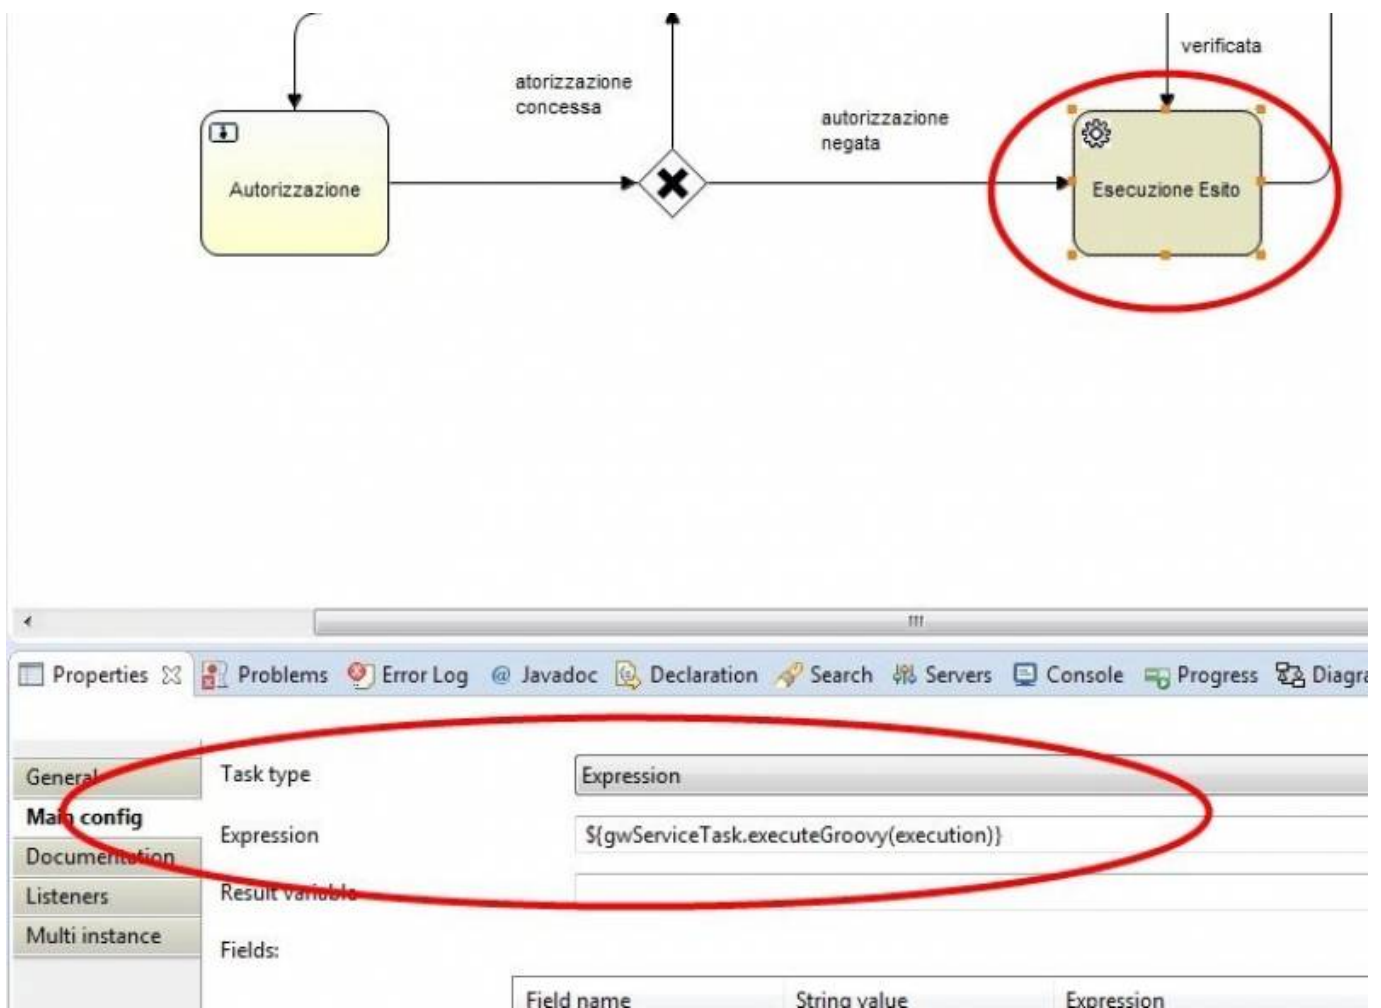 verificata
atorizzazione
concessa
autorizzazione
negata
Autorizzazione
Esecuzione Esito
Properties Problems Error Log Javadoc Declaration Search Servers Console Progress Diagra
General
Main config
Documentation
Listeners
Multi instance
Task type
Expression
Expression
${gwServiceTask.executeGroovy(execution)}
Result variable
Fields:
Field name String value Expression